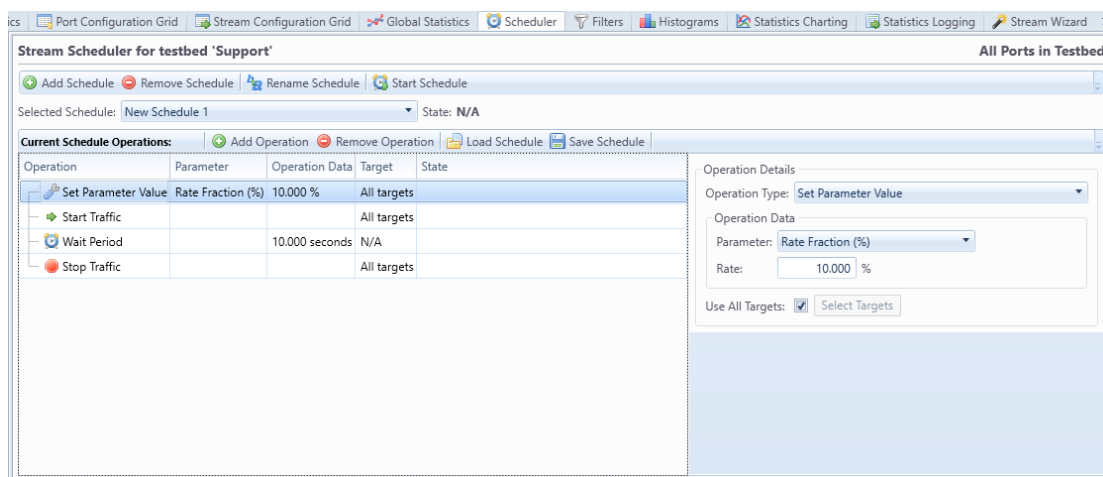 ics Port Configuration Grid Stream Configuration Grid Global Statistics Scheduler Filters Histograms Statistics Charting Statistics Logging Stream Wizard
Stream Scheduler for testbed 'Support' All Ports in Testbed
Add Schedule Remove Schedule Rename Schedule Start Schedule
Selected Schedule: New Schedule 1 State: N/A
Current Schedule Operations: Add Operation Remove Operation Load Schedule Save Schedule
Operation Parameter Operation Data Target State
Set Parameter Value Rate Fraction (%) 10.000 % All targets
Start Traffic All targets
Wait Period 10.000 seconds N/A
Stop Traffic All targets
Operation Details
Operation Type: Set Parameter Value
Operation Data
Parameter: Rate Fraction (%)
Rate: 10.000 %
Use All Targets: Select Targets